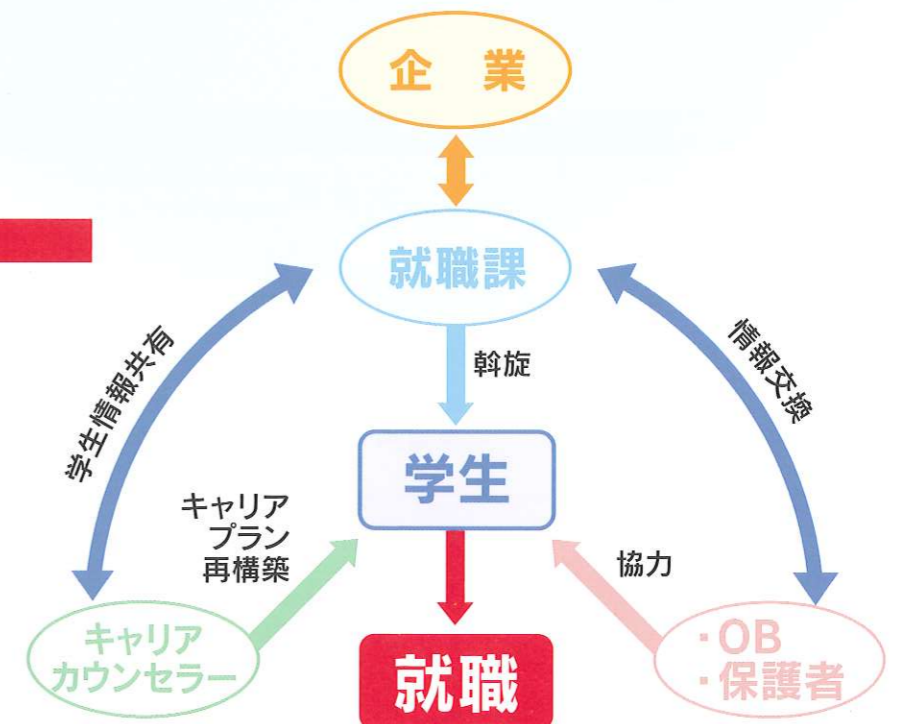 企 業
就職課
斡旋
学生情報共有
情報交換
学生
キャリア
プラン
再構築
協力
キャリア
カウンセラー
・OB
・保護者
就職